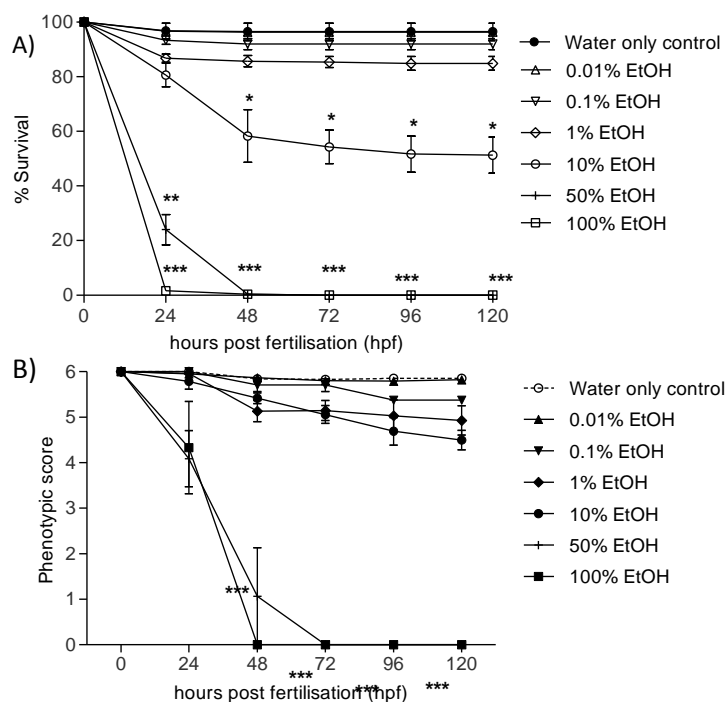 A)
100
80
60
40
20
0
% Survival
* * * *
**
*** *** *** *** ***
24 48 72 96 120
hours post fertilisation (hpf)
Water only control
0.01% EtOH
0.1% EtOH
1% EtOH
10% EtOH
50% EtOH
100% EtOH
B)
6
5
4
3
2
1
0
Phenotypic score
***
0 24 48 72 96 120
*** *** ***
hours post fertilisation (hpf)
Water only control
0.01% EtOH
0.1% EtOH
1% EtOH
10% EtOH
50% EtOH
100% EtOH